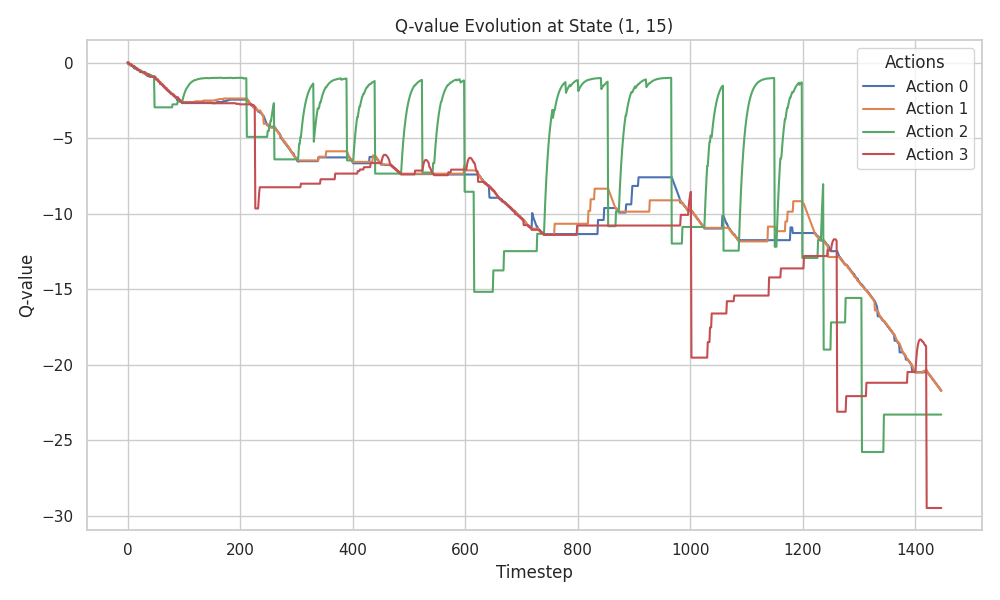 Q-value Evolution at State (1, 15)
Actions
Action 0
Action 1
Action 2
Action 3
Q-value
0
−5
−10
−15
−20
−25
−30
0 200 400 600 800 1000 1200 1400
Timestep